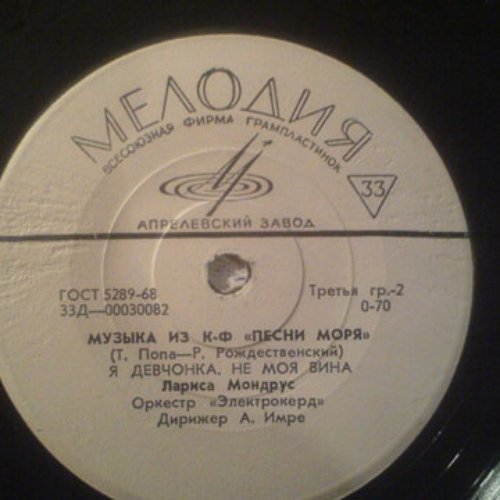 МЕЛОДИЯ
ВСЕСОЮЗНАЯ ФИРМА ГРАМПЛАСТИНОК
33
АПРЕЛЕВСКИЙ ЗАВОД
ГОСТ 5289-68 Третья гр.-2
33Д—00030082 0-70
МУЗЫКА ИЗ К-Ф «ПЕСНИ МОРЯ»
(Т. Попа—Р. Рождественский)
Я ДЕВЧОНКА, НЕ МОЯ ВИНА
Лариса Мондрус
Оркестр «Электрокерд»
Дирижер А. Имре